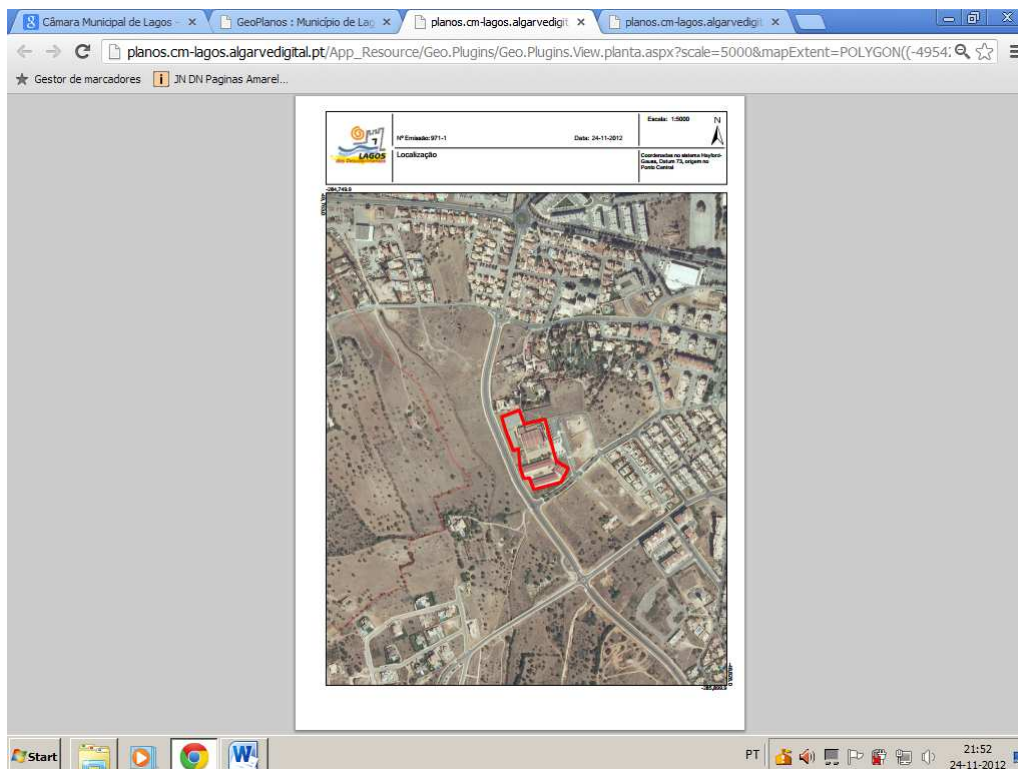 Câmara Municipal de Lagos -
GeoPlanos : Município de Lag
planos.cm-lagos.algarvedigit
planos.cm-lagos.algarvedigit
planos.cm-lagos.algarvedigital.pt/App_Resource/Geo.Plugins/Geo.Plugins.View.planta.aspx?scale=5000&mapExtent=POLYGON((-4954
Gestor de marcadores
JN DN Paginas Amarel...
LAGOS
Nº Emissão: 971-1
Data: 24-11-2012
Escala: 1:5000
N
Localização
Coordenadas no sistema Hayford-
Gauss, Datum 73, origem no
Ponto Central
Start
PT
21:52
24-11-2012